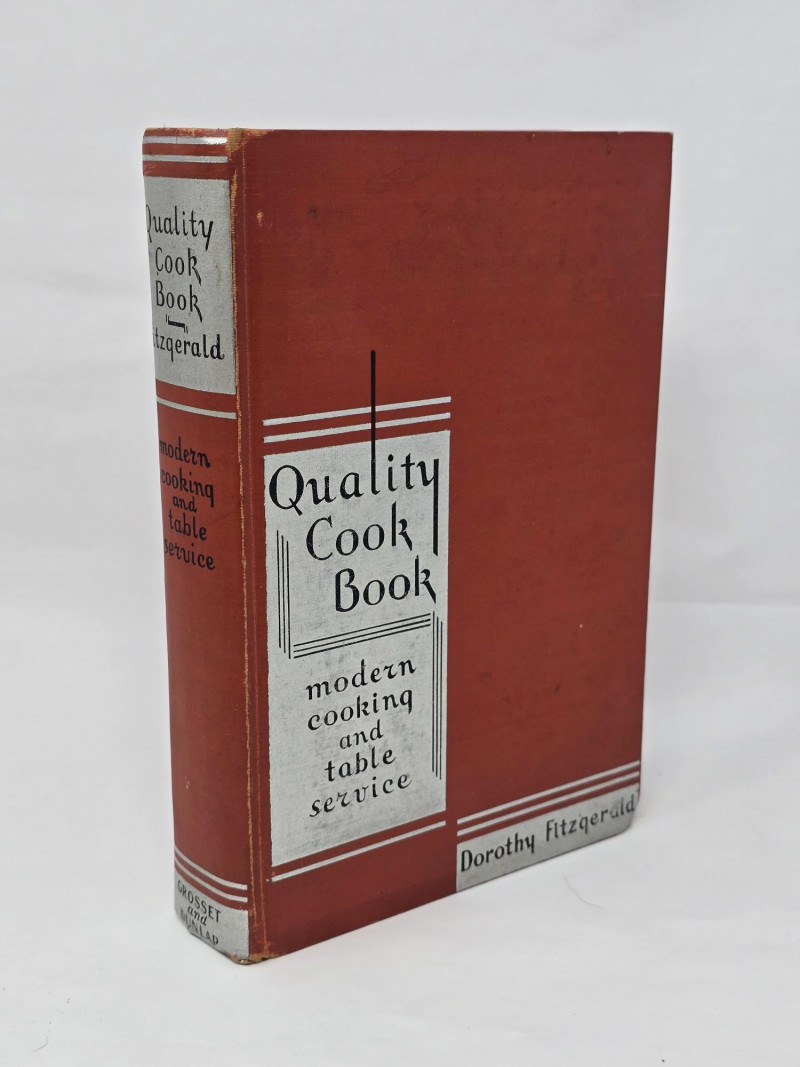 Quality
Cook
Book
Fitzgerald
modern
cooking
and
table
service
GROSSET
and
DUNLAP
Quality
Cook
Book
modern
cooking
and
table
service
Dorothy Fitzgerald